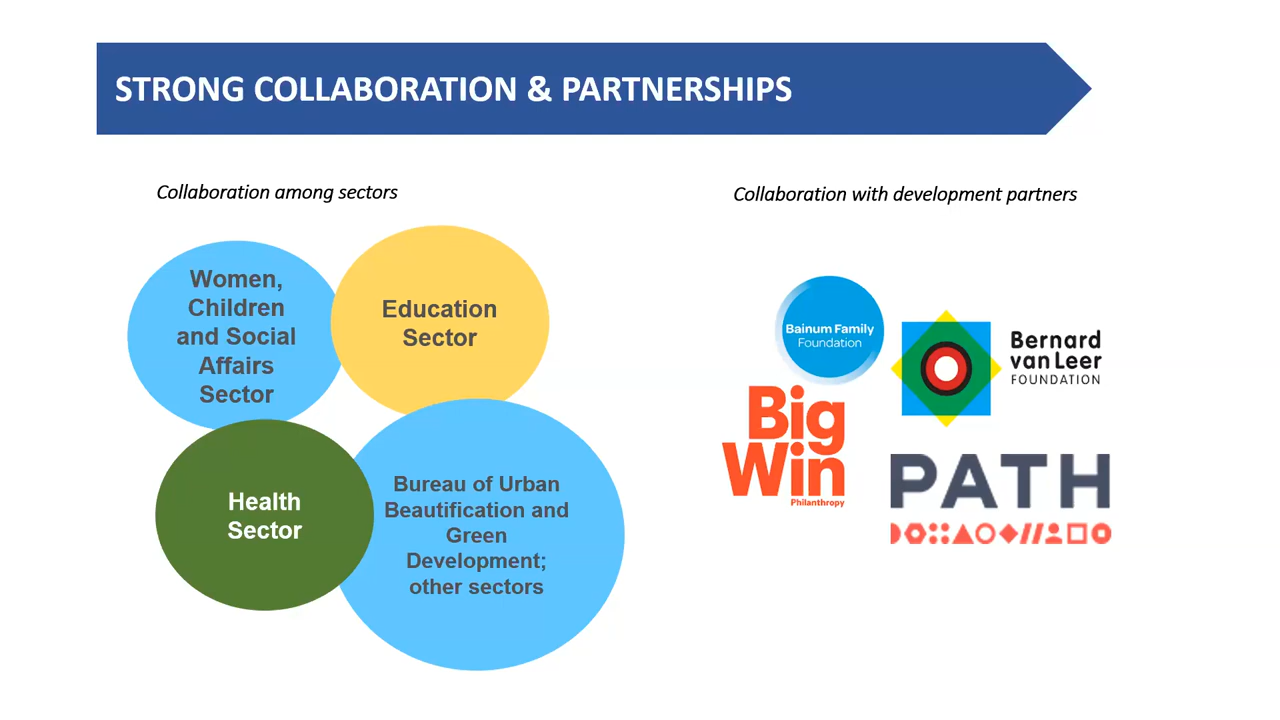 STRONG COLLABORATION & PARTNERSHIPS
Collaboration among sectors
Women,
Children
and Social
Affairs
Sector
Education
Sector
Health
Sector
Bureau of Urban
Beautification and
Green
Development;
other sectors
Collaboration with development partners
Bainum Family
Foundation
Bernard
van Leer
FOUNDATION
Big
Win
Philanthropy
PATH